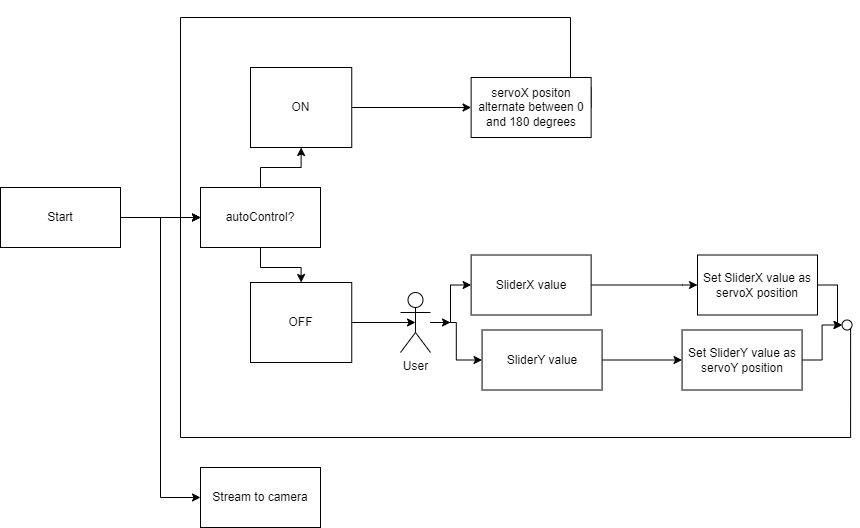 servoX positon
alternate between 0
and 180 degrees
ON
Start
autoControl?
SliderX value
Set SliderX value as
servoX position
OFF
User
SliderY value
Set SliderY value as
servoY position
Stream to camera